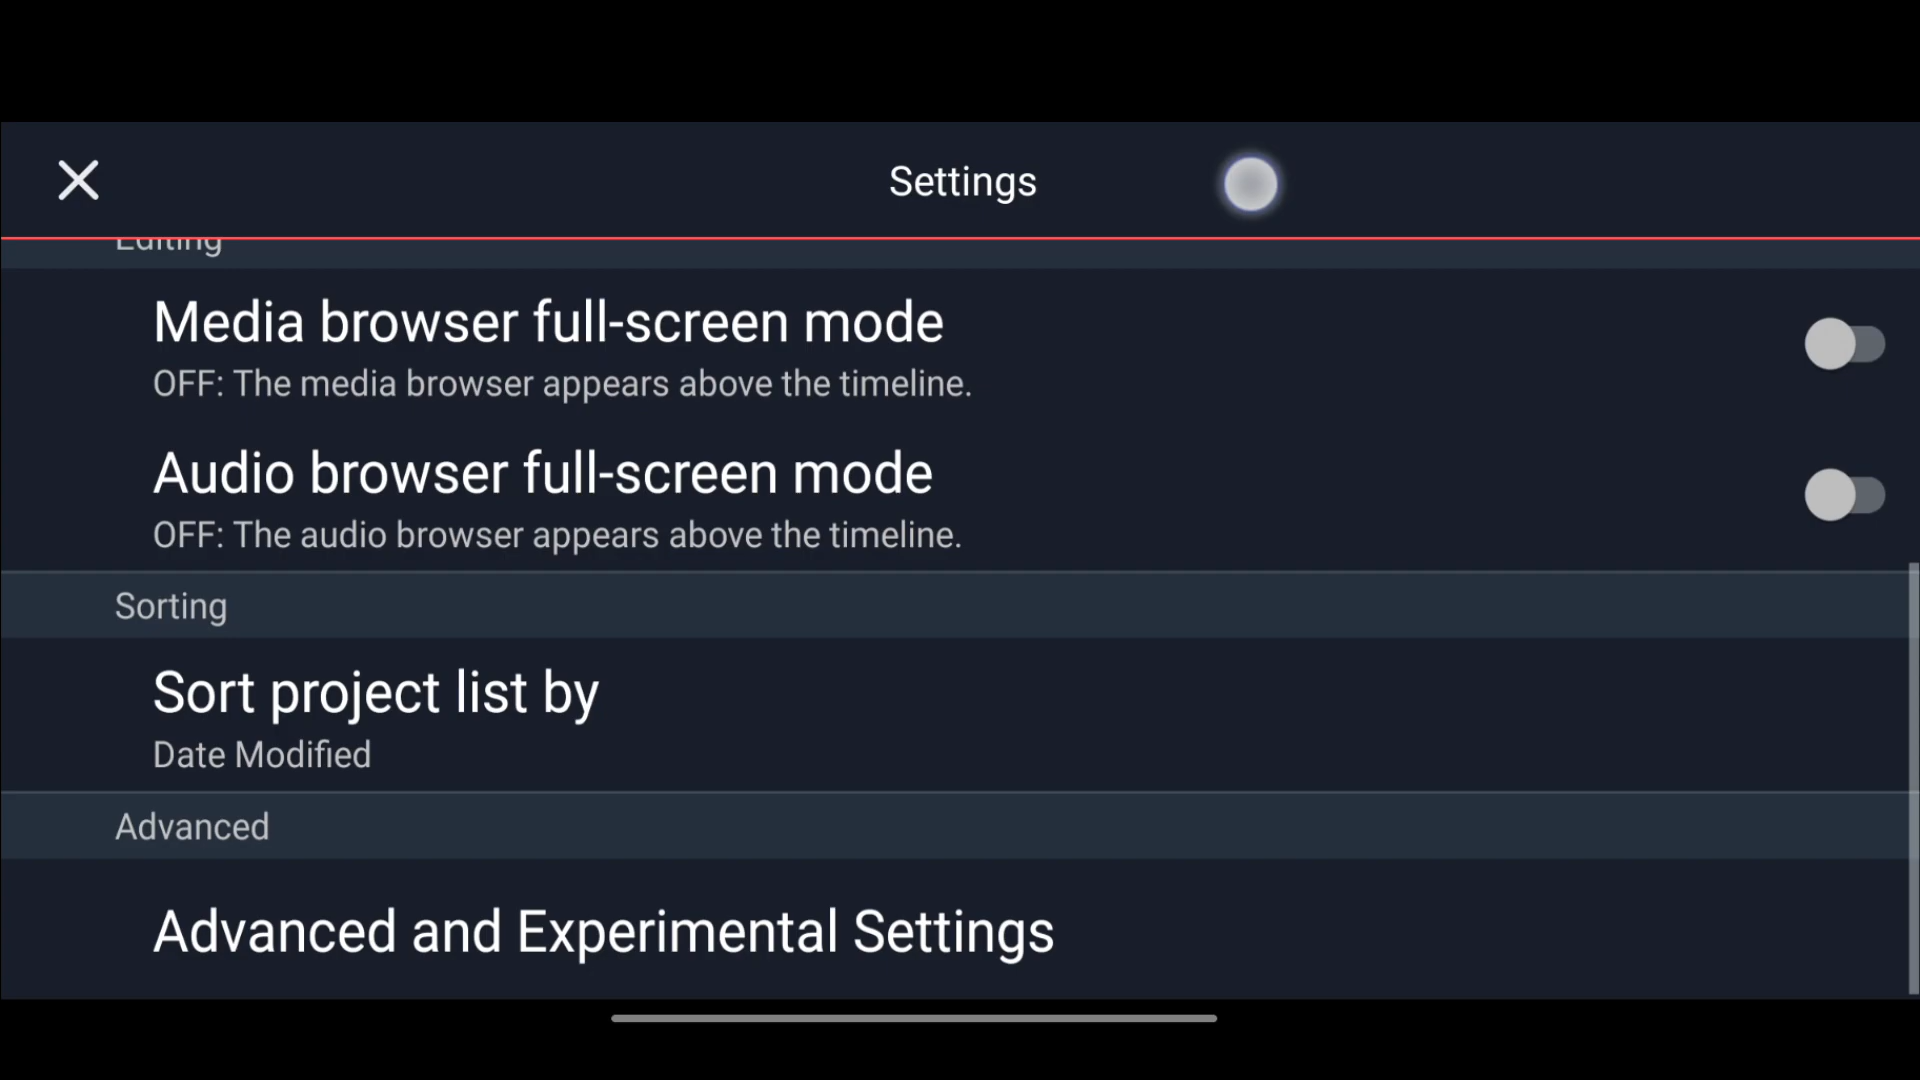 Settings
Editing
Media browser full-screen mode
OFF: The media browser appears above the timeline.
Audio browser full-screen mode
OFF: The audio browser appears above the timeline.
Sorting
Sort project list by
Date Modified
Advanced
Advanced and Experimental Settings